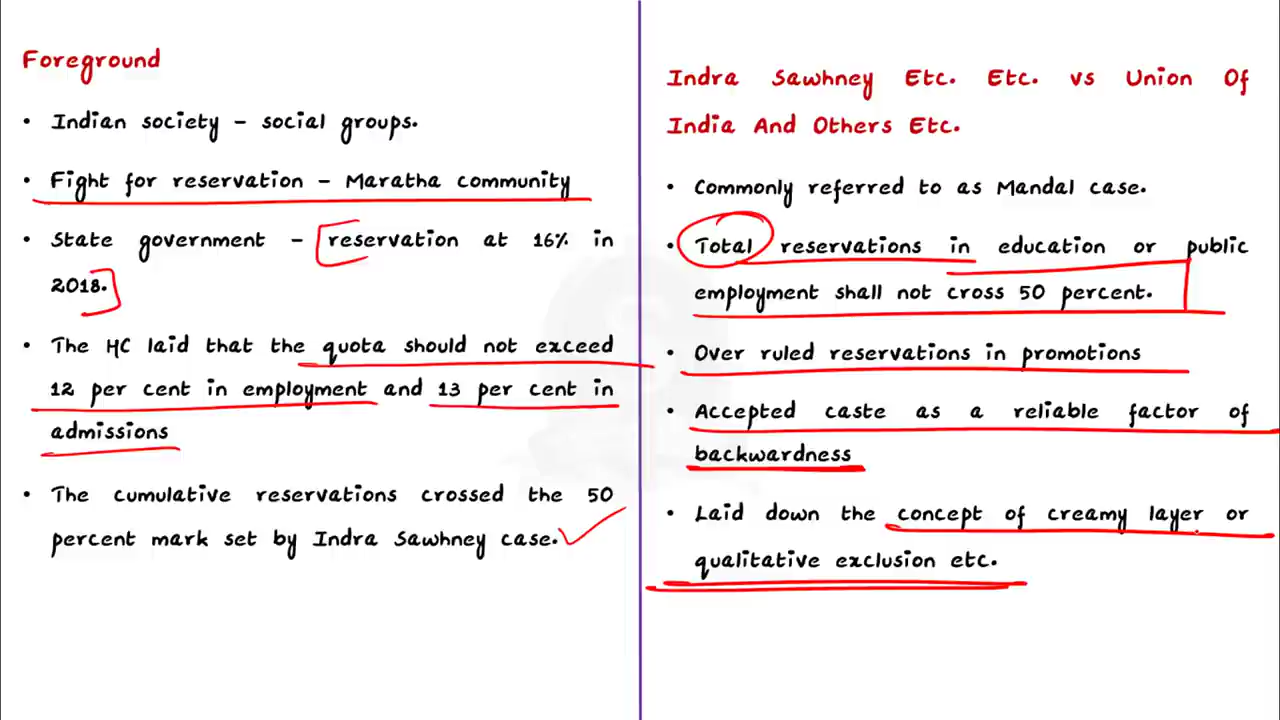 Foreground
• Indian society – social groups.
• Fight for reservation – Maratha community
• State government – reservation at 16% in
2018.
• The HC laid that the quota should not exceed
12 per cent in employment and 13 per cent in
admissions
• The cumulative reservations crossed the 50
percent mark set by Indra Sawhney case.
Indra Sawhney Etc. Etc. vs Union Of
India And Others Etc.
• Commonly referred to as Mandal case.
• Total reservations in education or public
employment shall not cross 50 percent.
• Over ruled reservations in promotions
• Accepted caste as a reliable factor of
backwardness
• Laid down the concept of creamy layer or
qualitative exclusion etc.